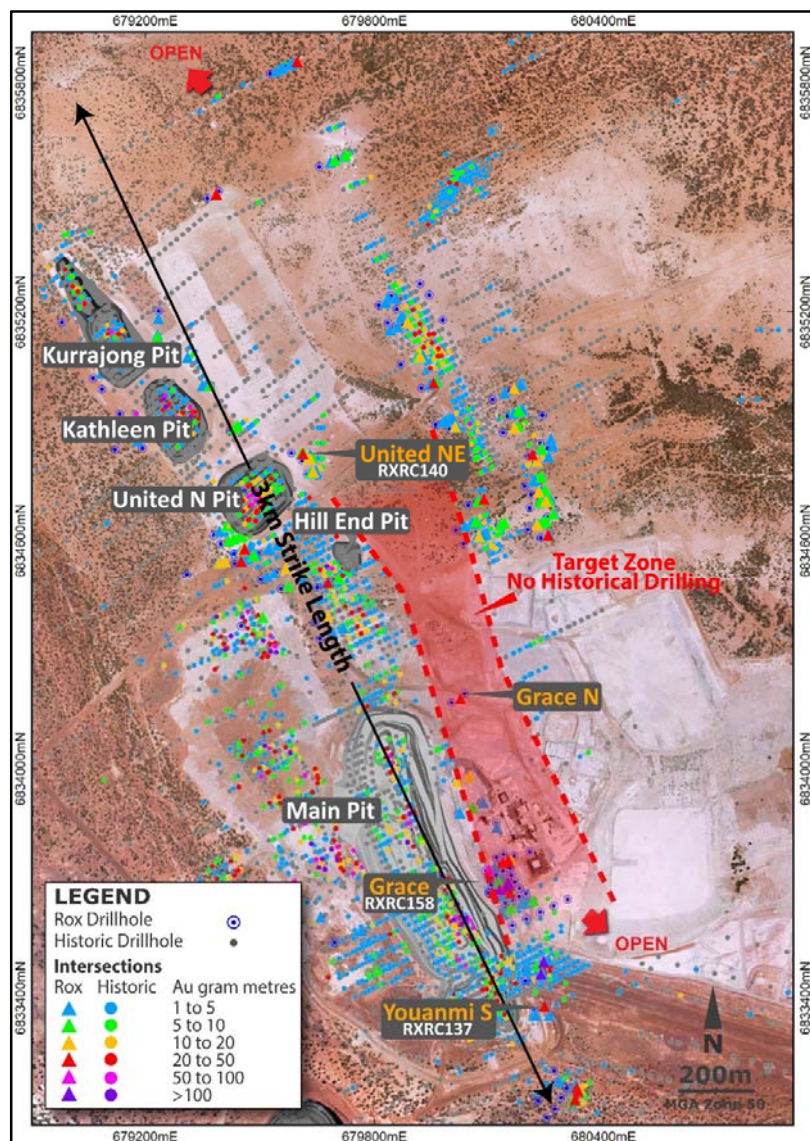 679200mE 679800mE 680400mE
OPEN
OPEN
6835800mN 6835800mN
6835200mN 6835200mN
Kurrajong Pit
Kathleen Pit
United NE
RXRC140
United N Pit
Hill End Pit
3km Strike Length
6834600mN 6834600mN
Target Zone
No Historical Drilling
Grace N
6834000mN 6834000mN
Main Pit
Grace
RXRC158
LEGEND
Rox Drillhole
Historic Drillhole
Intersections
Rox Historic Au gram metres
1 to 5
5 to 10
10 to 20
20 to 50
50 to 100
>100
Youanmi S
RXRC137
6833400mN 6833400mN
N
200m
MGA Zone 50
679200mE 679800mE 680400mE